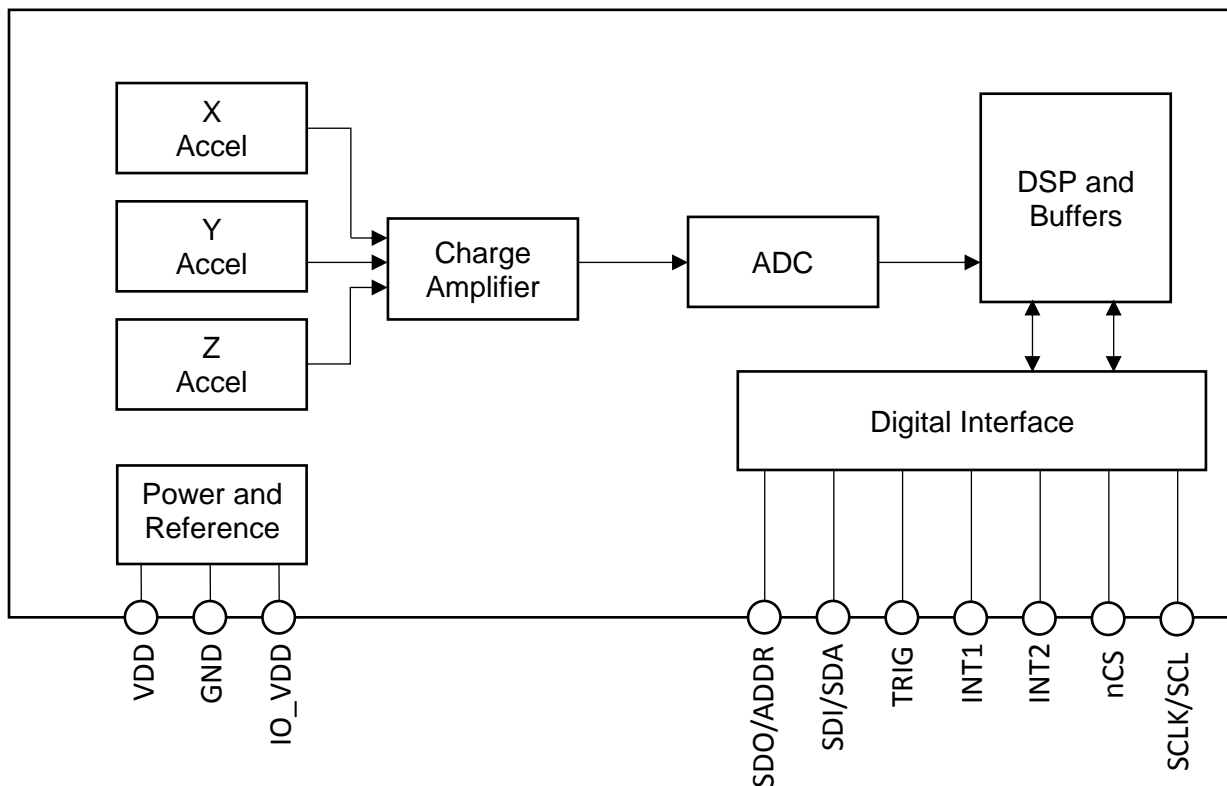 X
Accel
Y
Accel
Z
Accel
Charge
Amplifier
ADC
DSP and
Buffers
Digital Interface
Power and
Reference
VDD
GND
IO_VDD
SDO/ADDR
SDI/SDA
TRIG
INT1
INT2
nCS
SCLK/SCL